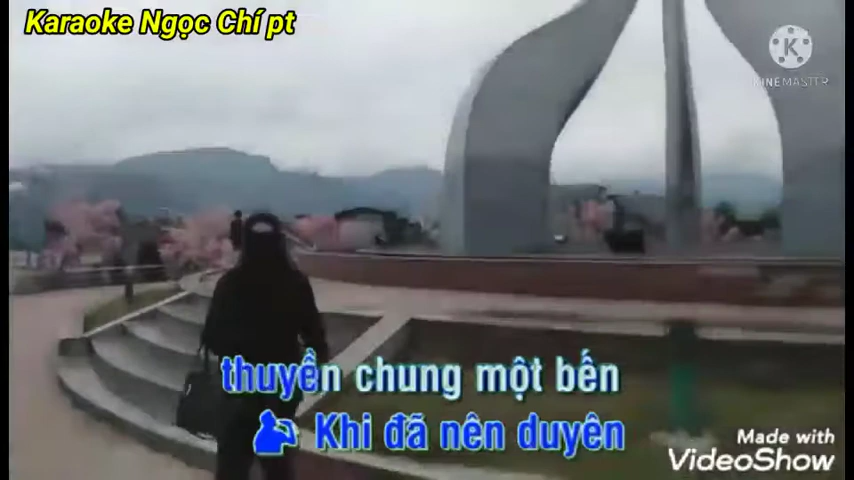 Karaoke Ngọc Chí pt
K
KINEMASTER
thuyền chung một bến
Khi đã nên duyên
Made with
VideoShow